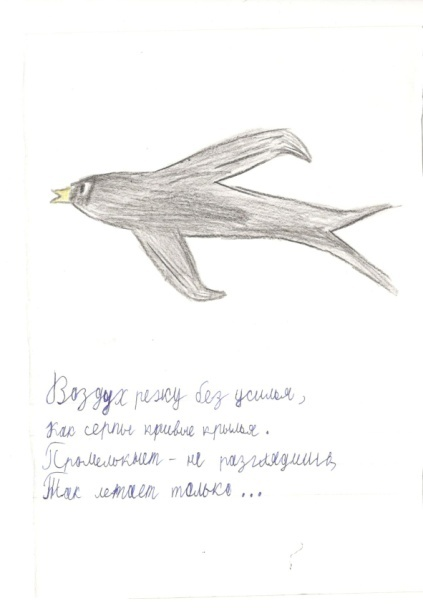 Воздух режу без усилья,
Как серпы кривые крылья.
Промелькнет - не разглядишь,
Так летает только...